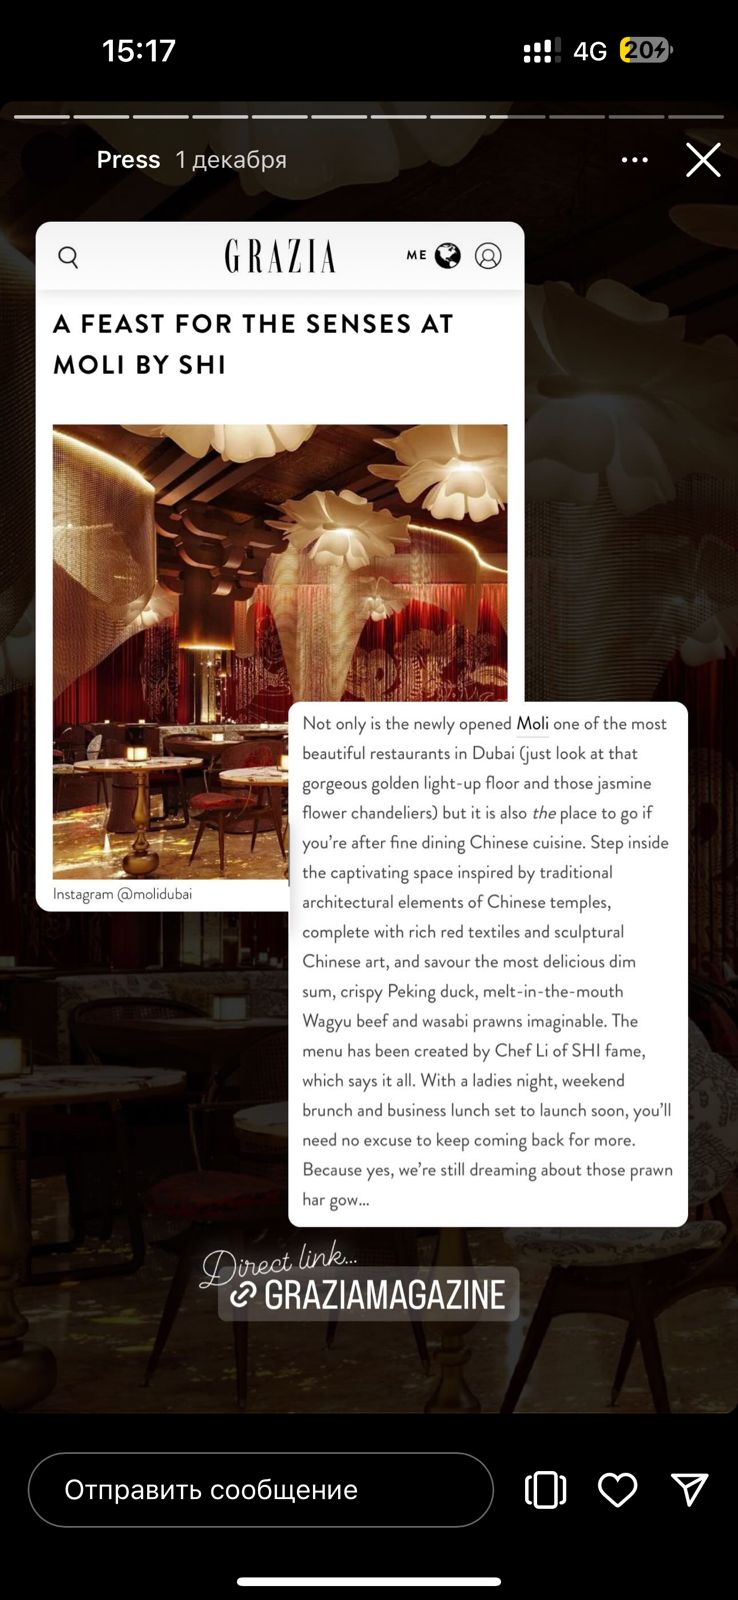 15:17
4G
20
Press 1 декабря
GRAZIA
ME
A FEAST FOR THE SENSES AT
MOLI BY SHI
Instagram @molidubai
Not only is the newly opened Moli one of the most
beautiful restaurants in Dubai (just look at that
gorgeous golden light-up floor and those jasmine
flower chandeliers) but it is also the place to go if
you're after fine dining Chinese cuisine. Step inside
the captivating space inspired by traditional
architectural elements of Chinese temples,
complete with rich red textiles and sculptural
Chinese art, and savour the most delicious dim
sum, crispy Peking duck, melt-in-the-mouth
Wagyu beef and wasabi prawns imaginable. The
menu has been created by Chef Li of SHI fame,
which says it all. With a ladies night, weekend
brunch and business lunch set to launch soon, you'll
need no excuse to keep coming back for more.
Because yes, we're still dreaming about those prawn
har gow...
Direct link...
GRAZIAMAGAZINE
Отправить сообщение